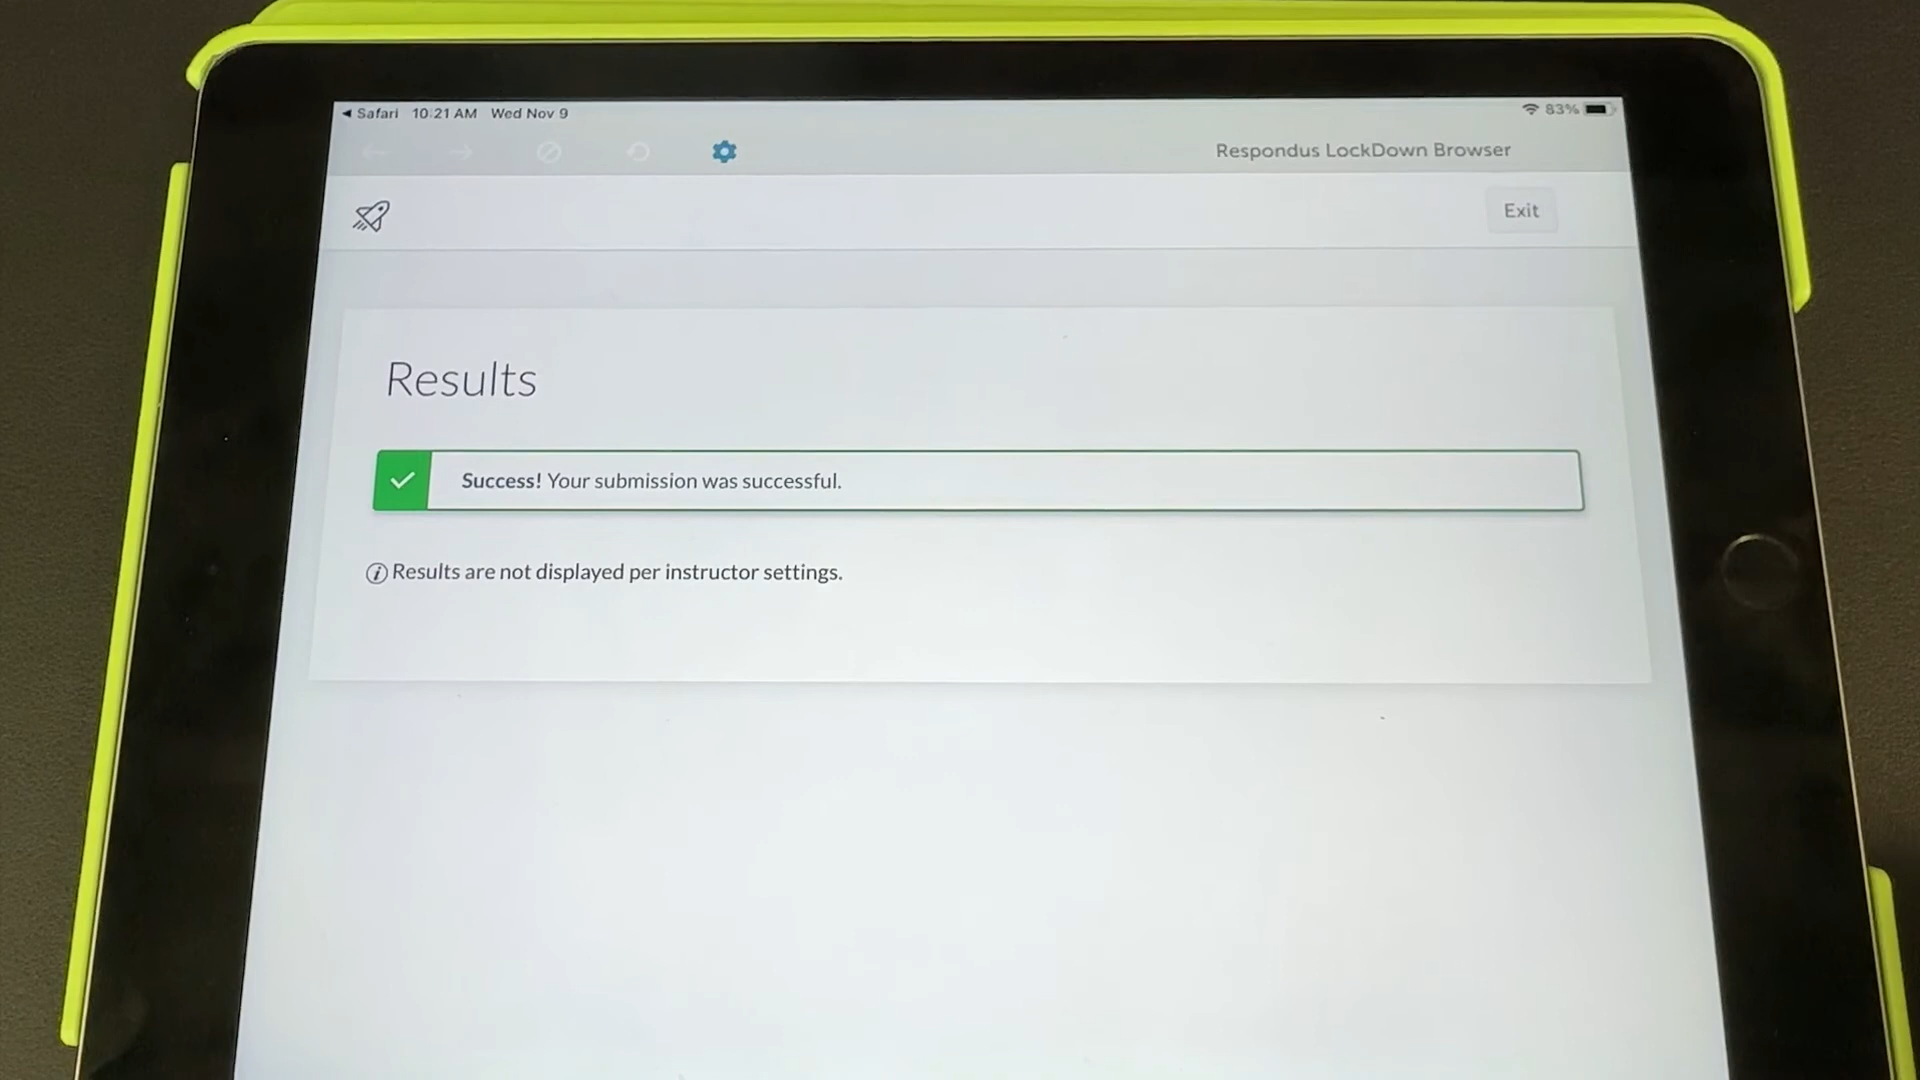 Safari 10:21 AM Wed Nov 9
83%
Respondus LockDown Browser
Exit
Results
Success! Your submission was successful.
Results are not displayed per instructor settings.